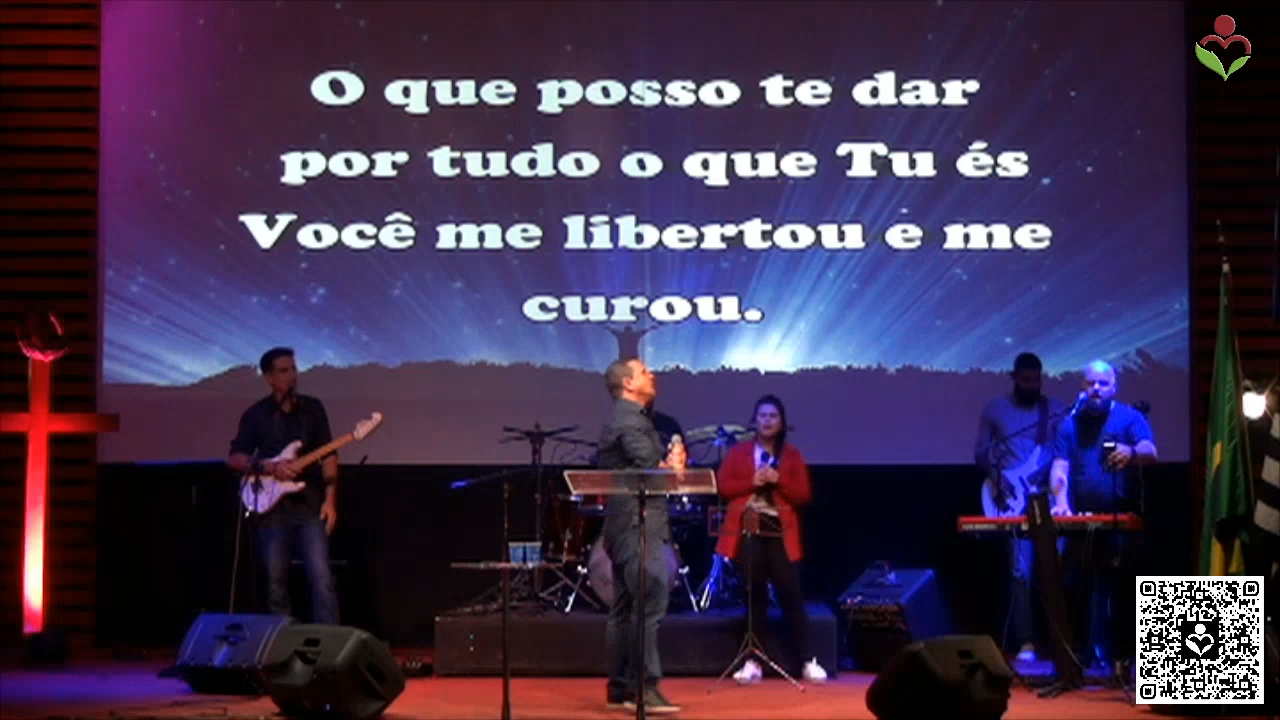 O que posso te dar
por tudo o que Tu és
Você me libertou e me
curou.